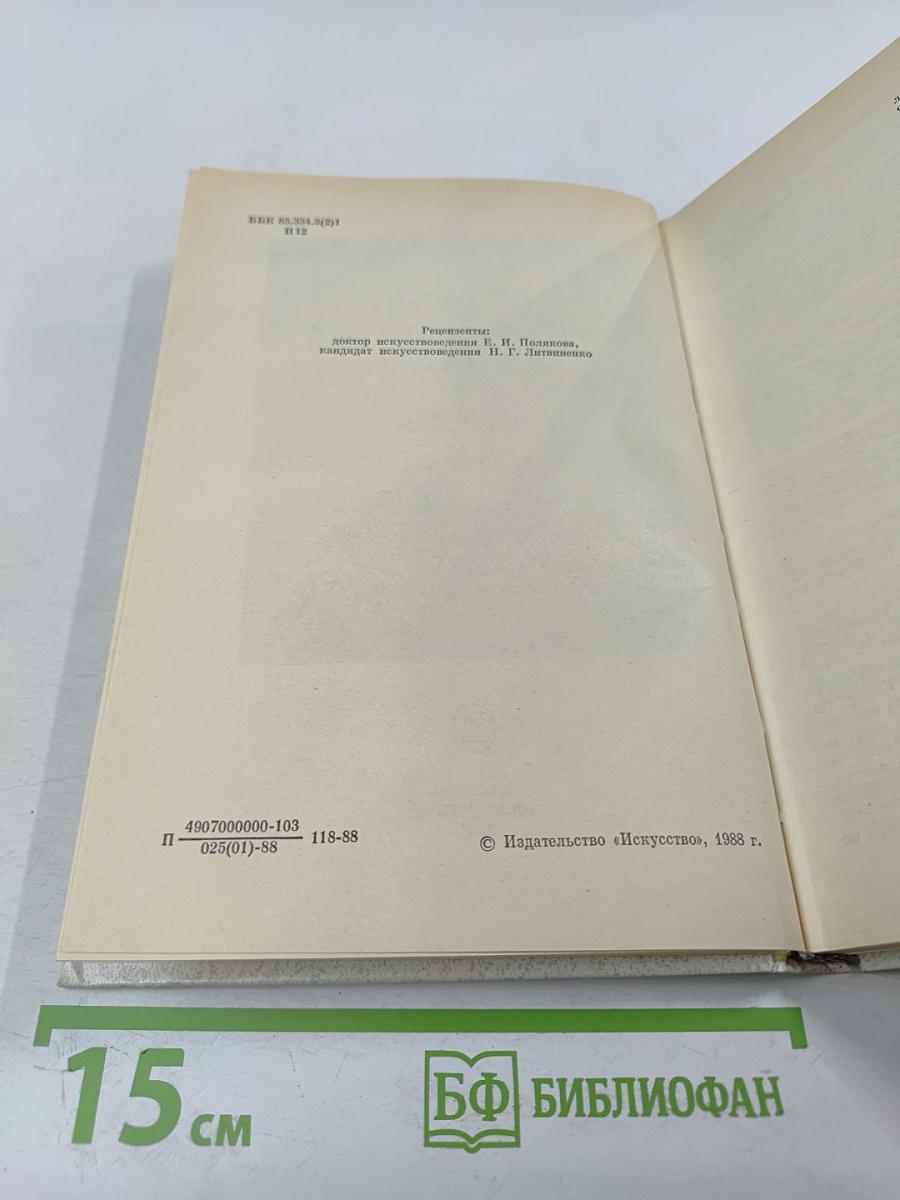 ББК 85.334.3(2)1
П 12
Рецензенты:
доктор искусствоведения Е. И. Полякова,
кандидат искусствоведения Н. Г. Литвиненко
П 4907000000-103 118-88
025(01)-88
© Издательство «Искусство», 1988 г.
15 см
БФ БИБЛИОФАН